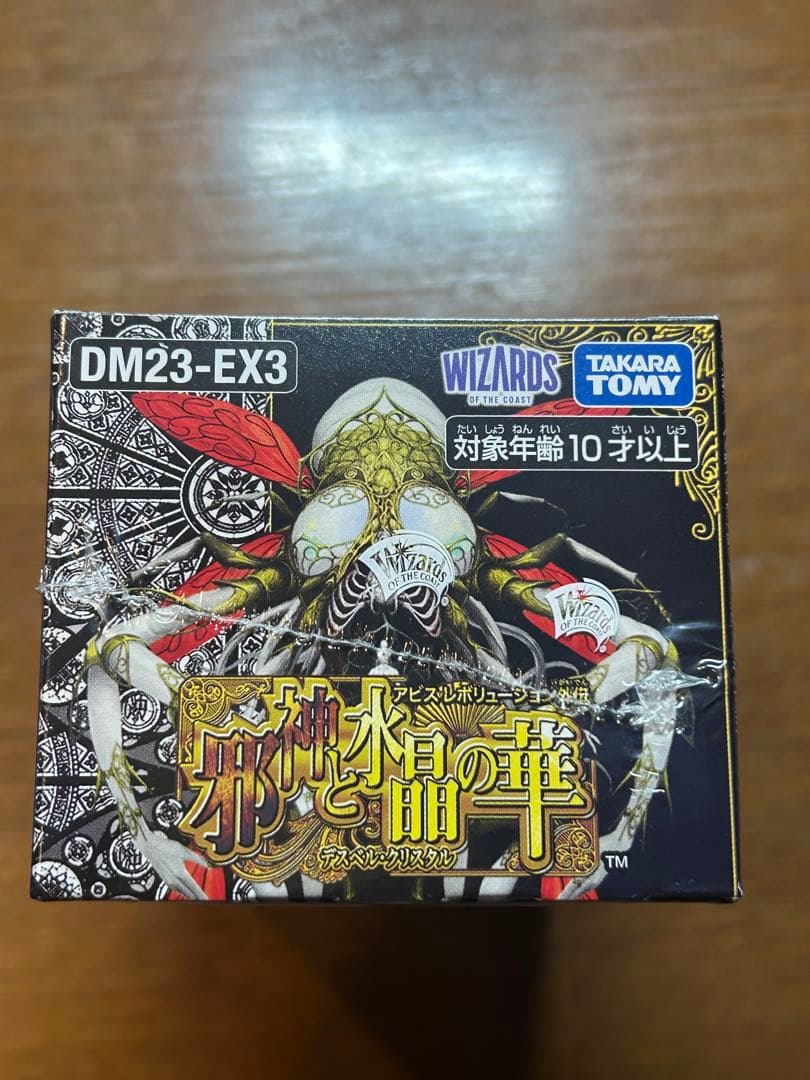 DM23-EX3
WIZARDS
OF THE COAST
TAKARA
TOMY
たいしょうねんれい さいいじょう
対象年齢10才以上
Wizards
OF THE COAST
Wizards
OF THE COAST
アビス・レボリューション外伝
邪神と水晶の華
デスペル・クリスタル
TM